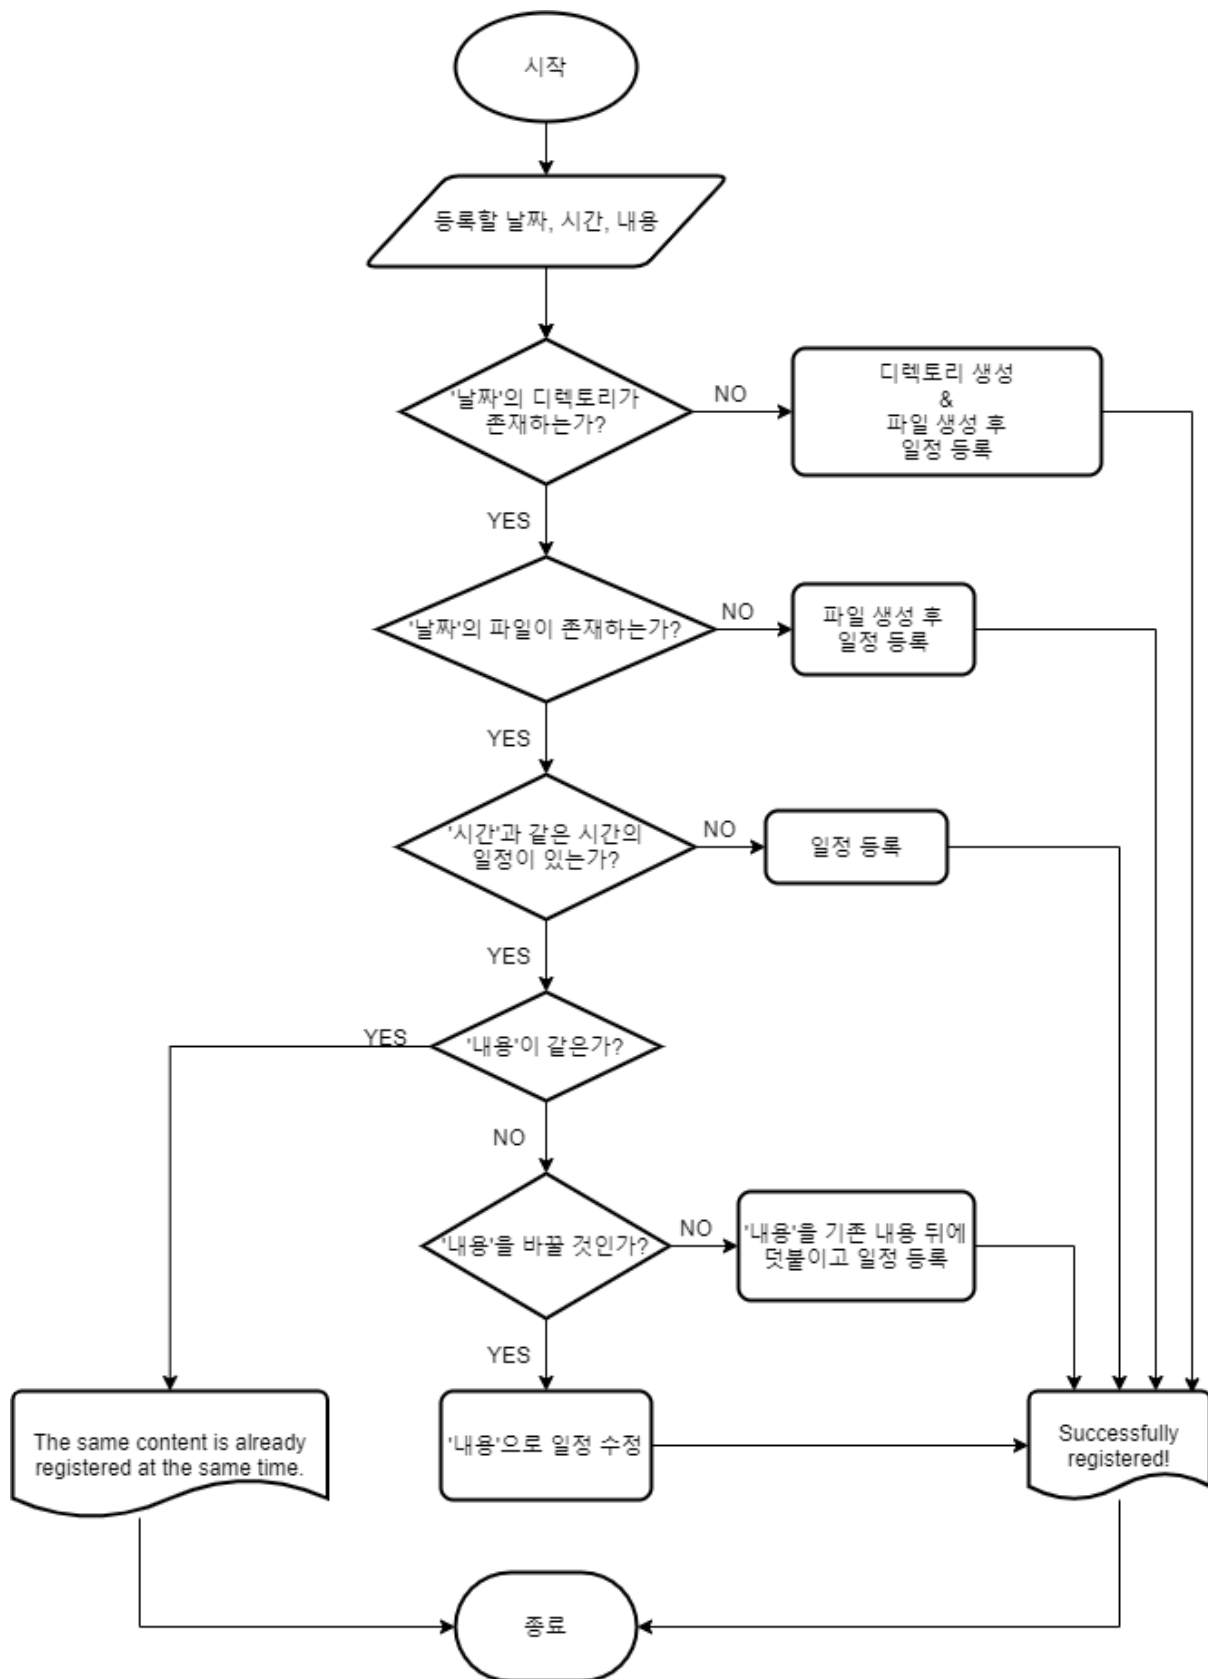 시작
등록할 날짜, 시간, 내용
'날짜'의 디렉토리가
존재하는가?
NO
디렉토리 생성
&
파일 생성 후
일정 등록
YES
'날짜'의 파일이 존재하는가?
NO
파일 생성 후
일정 등록
YES
'시간'과 같은 시간의
일정이 있는가?
NO
일정 등록
YES
'내용'이 같은가?
YES
NO
'내용'을 바꿀 것인가?
NO
'내용'을 기존 내용 뒤에
덧붙이고 일정 등록
YES
The same content is already
registered at the same time.
'내용'으로 일정 수정
Successfully
registered!
종료